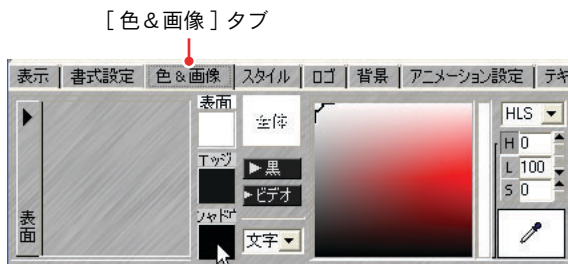 [色&画像]タブ
表示 書式設定 色&画像 スタイル ロゴ 背景 アニメーション設定 テキ
表面 全体 HLS
H 0
エッジ ▶黒 L 100
▶ビデオ S 0
シャドウ
表面 文字